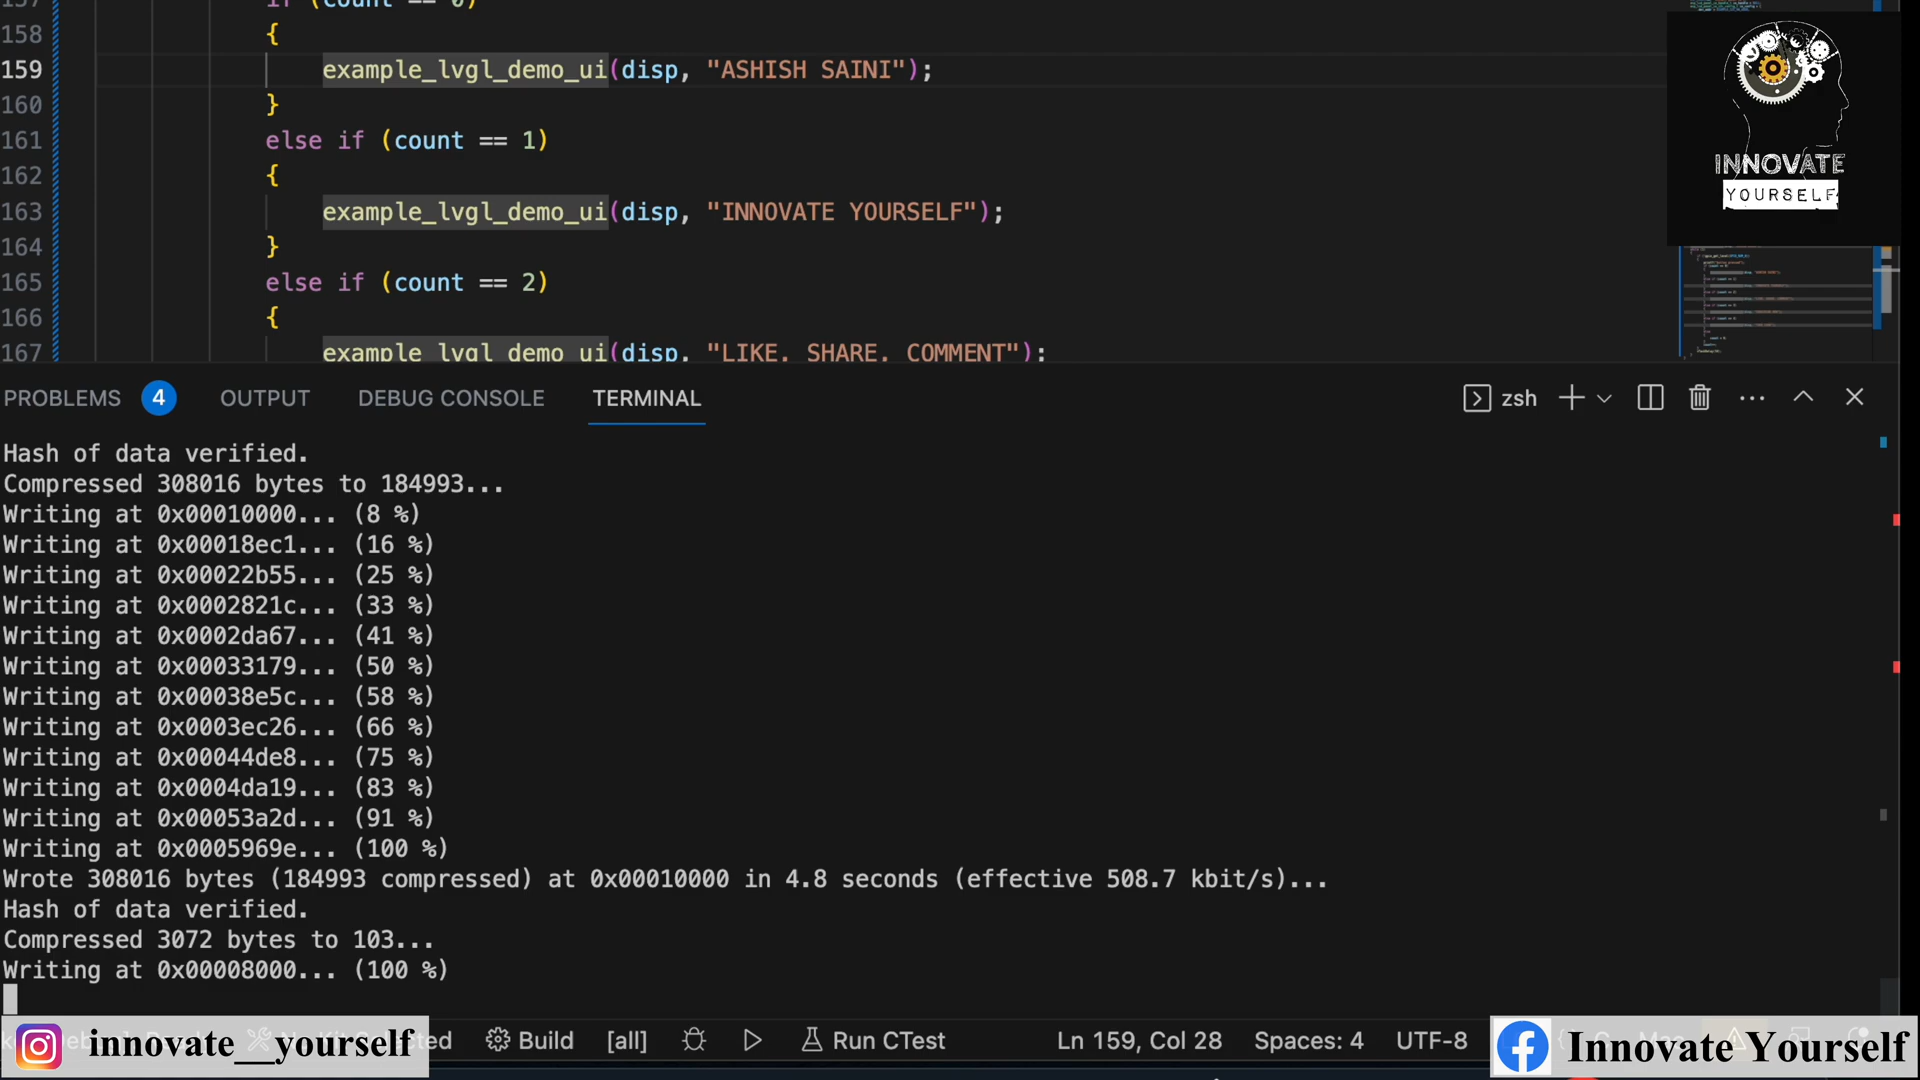 157 if (count == 0)
158 {
159 example_lvgl_demo_ui(disp, "ASHISH SAINI");
160 }
161 else if (count == 1)
162 {
163 example_lvgl_demo_ui(disp, "INNOVATE YOURSELF");
164 }
165 else if (count == 2)
166 {
167 example_lvgl_demo_ui(disp, "LIKE, SHARE, COMMENT");
INNOVATE
YOURSELF
PROBLEMS 4 OUTPUT DEBUG CONSOLE TERMINAL zsh
Hash of data verified.
Compressed 308016 bytes to 184993...
Writing at 0x00010000... (8 %)
Writing at 0x00018ec1... (16 %)
Writing at 0x00022b55... (25 %)
Writing at 0x0002821c... (33 %)
Writing at 0x0002da67... (41 %)
Writing at 0x00033179... (50 %)
Writing at 0x00038e5c... (58 %)
Writing at 0x0003ec26... (66 %)
Writing at 0x00044de8... (75 %)
Writing at 0x0004da19... (83 %)
Writing at 0x00053a2d... (91 %)
Writing at 0x0005969e... (100 %)
Wrote 308016 bytes (184993 compressed) at 0x00010000 in 4.8 seconds (effective 508.7 kbit/s)...
Hash of data verified.
Compressed 3072 bytes to 103...
Writing at 0x00008000... (100 %)
innovate__yourself Build [all] Run CTest Ln 159, Col 28 Spaces: 4 UTF-8 Innovate Yourself